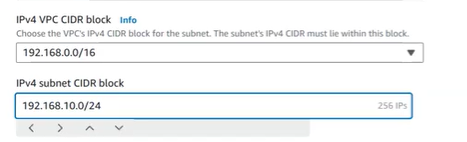 IPv4 VPC CIDR block Info
Choose the VPC's IPv4 CIDR block for the subnet. The subnet's IPv4 CIDR must lie within this block.
192.168.0.0/16
IPv4 subnet CIDR block
192.168.10.0/24 256 IPs